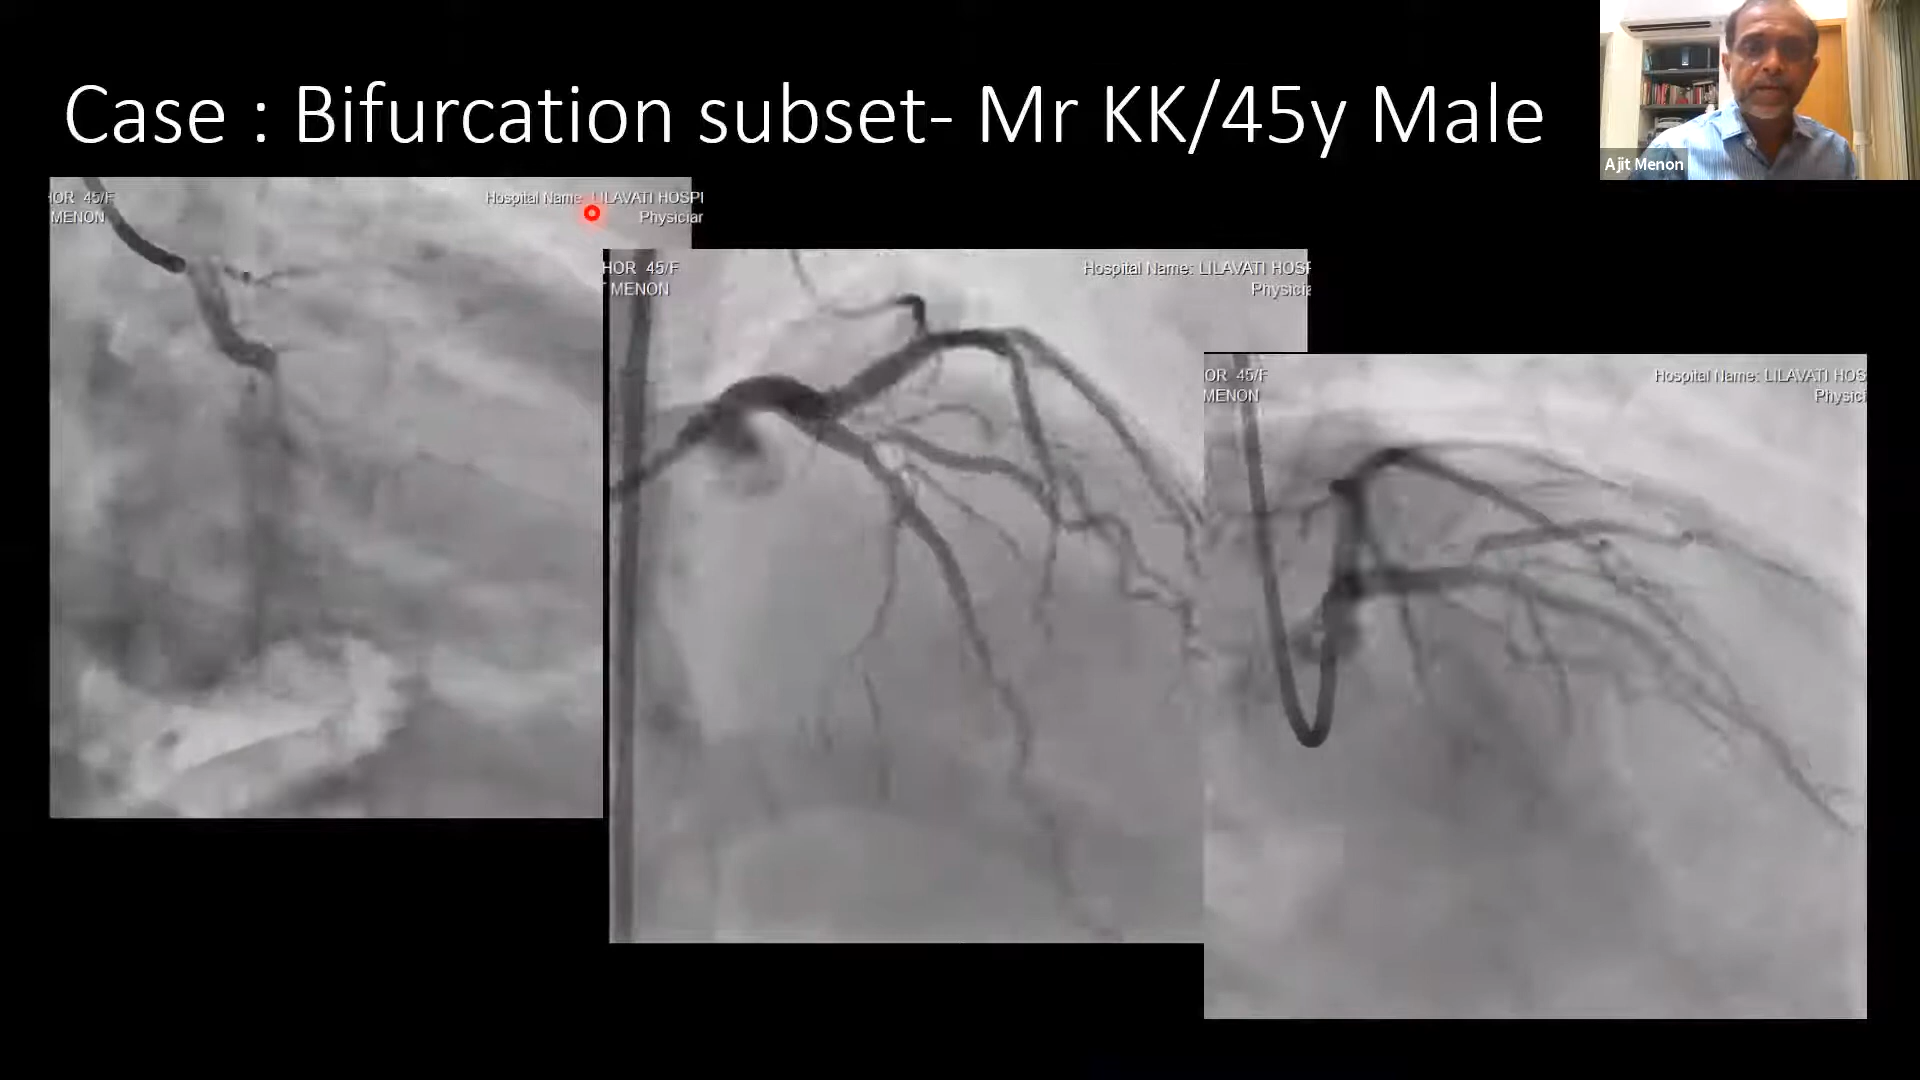 Case : Bifurcation subset- Mr KK/45y Male
Ajit Menon
HOR 45/F
MENON
Hospital Name LILAVATI HOSPI
Physician
HOR 45/F
MENON
Hospital Name: LILAVATI HOSP
Physicia
OR 45/F
MENON
Hospital Name: LILAVATI HOS
Physici